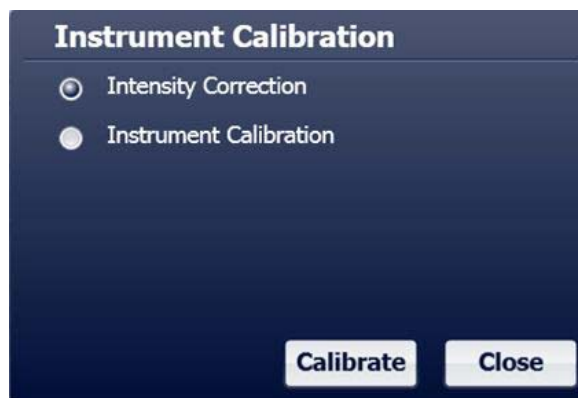 Instrument Calibration
Intensity Correction
Instrument Calibration
Calibrate Close